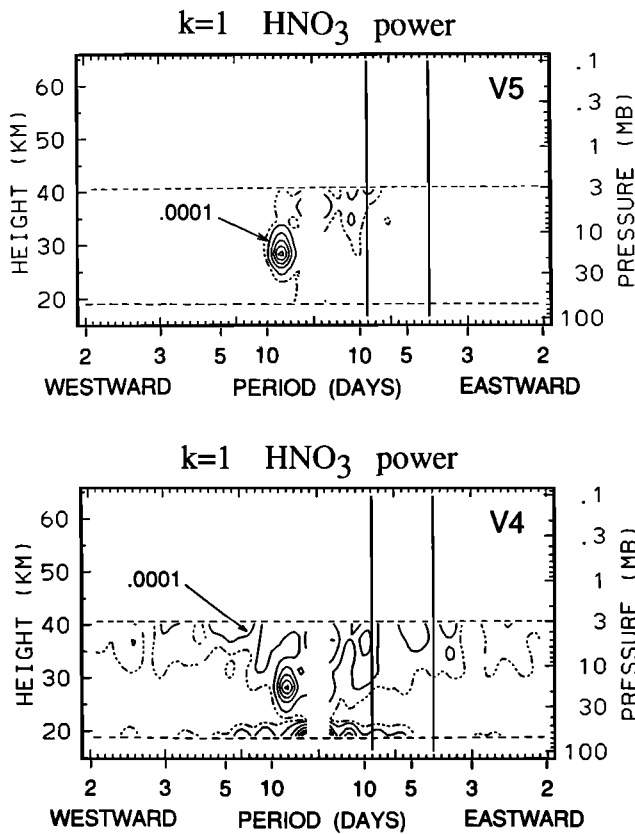 k=1 HNO3 power
V5
HEIGHT (KM)
60
50
40
30
20
.0001
.1
.3
1
3
10
30
100
PRESSURE (MB)
2 3 5 10 10 5 3 2
WESTWARD PERIOD (DAYS) EASTWARD
k=1 HNO3 power
V4
HEIGHT (KM)
60
50
40
30
20
.0001
.1
.3
1
3
10
30
100
PRESSURE (MB)
2 3 5 10 10 5 3 2
WESTWARD PERIOD (DAYS) EASTWARD